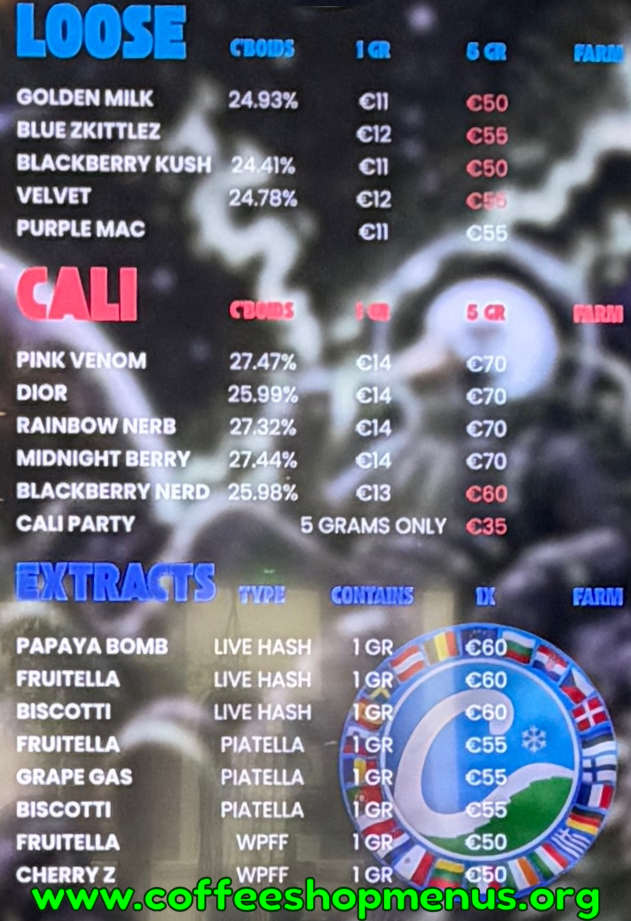 LOOSE C'BOIDS 1 GR 5 GR FARM
GOLDEN MILK 24.93% €11 €50
BLUE ZKITTLEZ €12 €55
BLACKBERRY KUSH 24.41% €11 €50
VELVET 24.78% €12 €55
PURPLE MAC €11 €55
CALI C'BOIDS 1 GR 5 GR FARM
PINK VENOM 27.47% €14 €70
DIOR 25.99% €14 €70
RAINBOW NERB 27.32% €14 €70
MIDNIGHT BERRY 27.44% €14 €70
BLACKBERRY NERD 25.98% €13 €60
CALI PARTY 5 GRAMS ONLY €35
EXTRACTS TYPE CONTAINS 1X FARM
PAPAYA BOMB LIVE HASH 1 GR €60
FRUITELLA LIVE HASH 1 GR €60
BISCOTTI LIVE HASH 1 GR €60
FRUITELLA PIATELLA 1 GR €55
GRAPE GAS PIATELLA 1 GR €55
BISCOTTI PIATELLA 1 GR €55
FRUITELLA WPFF 1 GR €50
CHERRY Z WPFF 1 GR €50
www.coffeeshopmenus.org